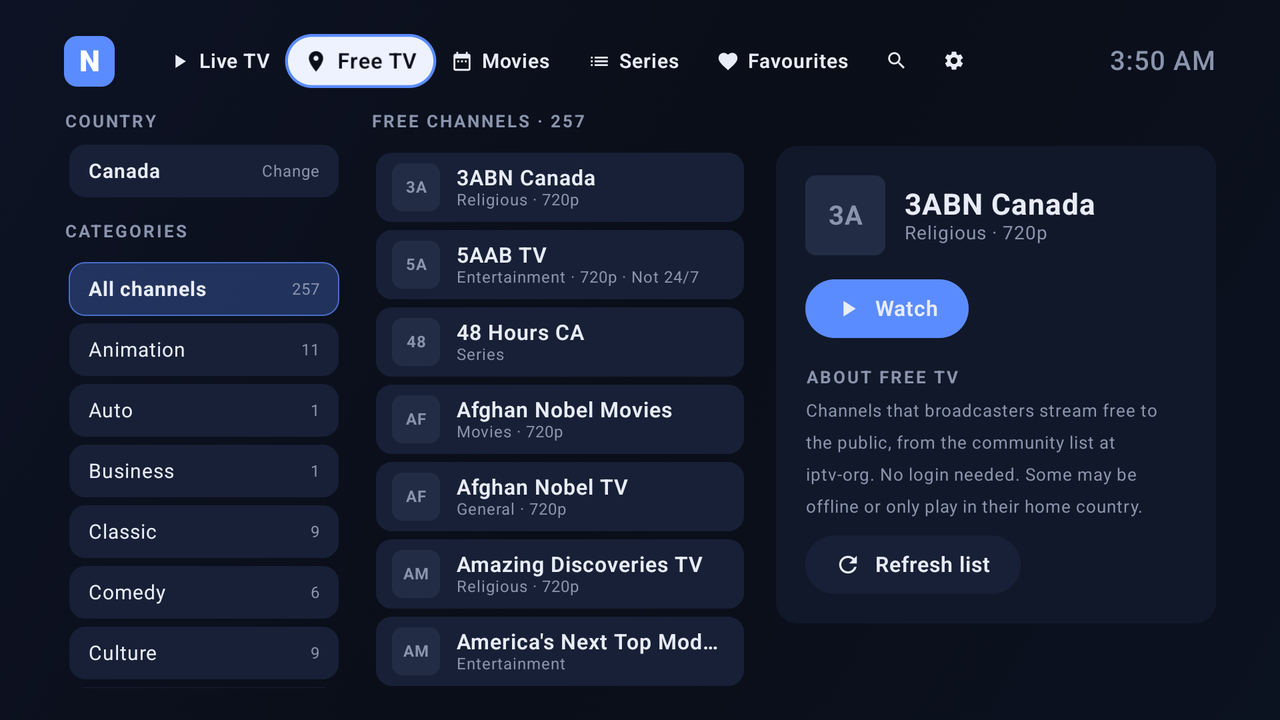 N
Live TV
Free TV
Movies
Series
Favourites
3:50 AM
COUNTRY
Canada
Change
CATEGORIES
All channels
257
Animation
11
Auto
1
Business
1
Classic
9
Comedy
6
Culture
9
FREE CHANNELS · 257
3A
3ABN Canada
Religious · 720p
5A
5AAB TV
Entertainment · 720p · Not 24/7
48
48 Hours CA
Series
AF
Afghan Nobel Movies
Movies · 720p
AF
Afghan Nobel TV
General · 720p
AM
Amazing Discoveries TV
Religious · 720p
AM
America's Next Top Mod…
Entertainment
3A
3ABN Canada
Religious · 720p
Watch
ABOUT FREE TV
Channels that broadcasters stream free to
the public, from the community list at
iptv-org. No login needed. Some may be
offline or only play in their home country.
Refresh list